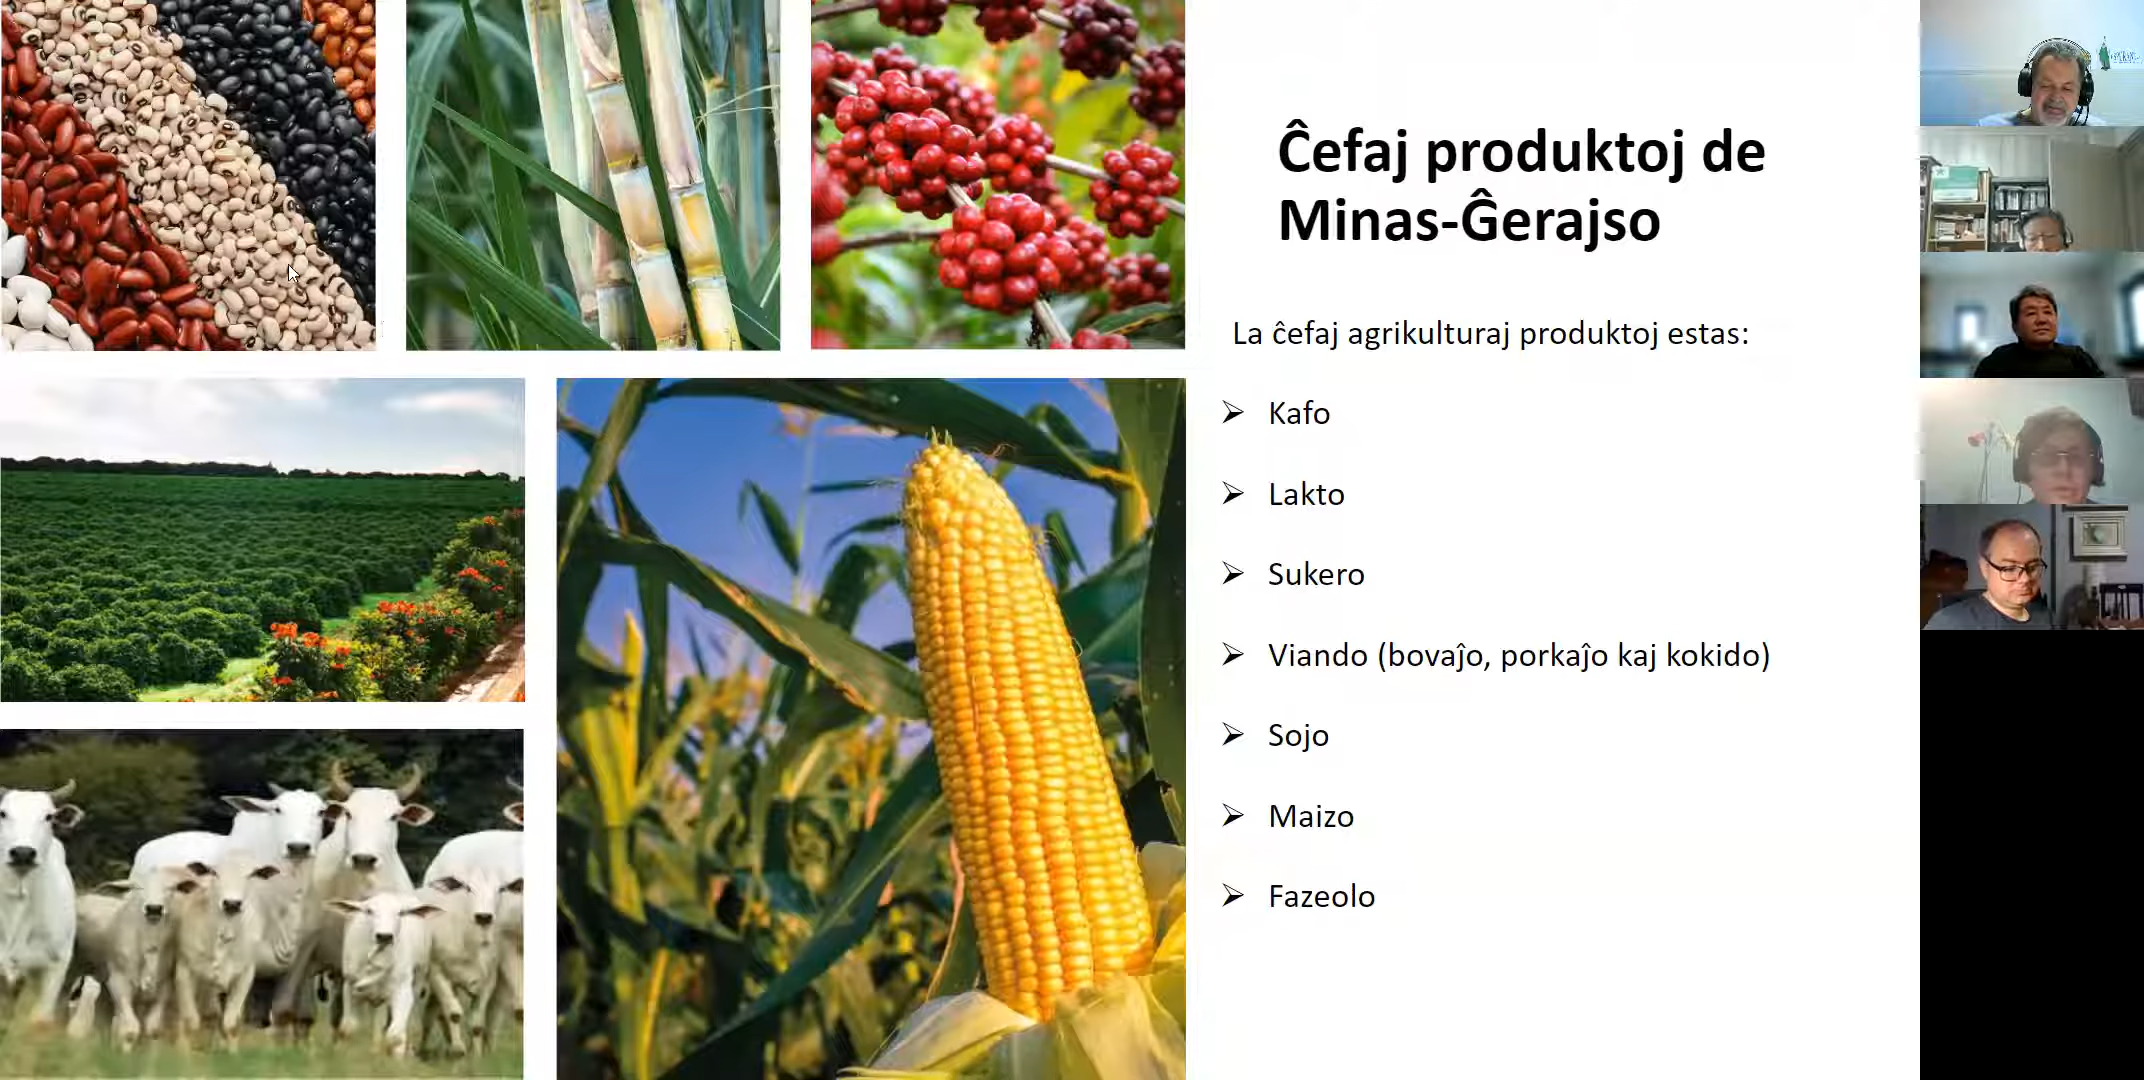 Ĉefaj produktoj de
Minas-Ĝerajso
La ĉefaj agrikulturaj produktoj estas:
Kafo
Lakto
Sukero
Viando (bovaĵo, porkaĵo kaj kokido)
Sojo
Maizo
Fazeolo